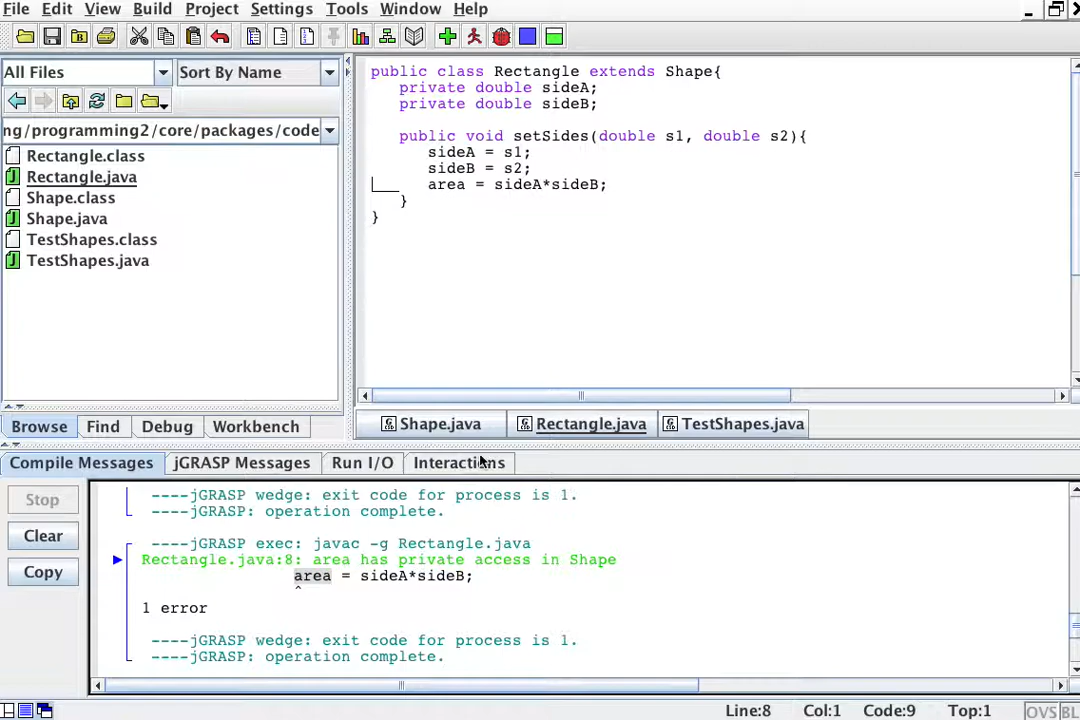 File Edit View Build Project Settings Tools Window Help
All Files
Sort By Name
ng/programming2/core/packages/code
Rectangle.class
Rectangle.java
Shape.class
Shape.java
TestShapes.class
TestShapes.java
Browse Find Debug Workbench
public class Rectangle extends Shape{
private double sideA;
private double sideB;
public void setSides(double s1, double s2){
sideA = s1;
sideB = s2;
area = sideA*sideB;
}
}
Shape.java Rectangle.java TestShapes.java
Compile Messages jGRASP Messages Run I/O Interactions
Stop
Clear
Copy
----jGRASP wedge: exit code for process is 1.
----jGRASP: operation complete.
----jGRASP exec: javac -g Rectangle.java
Rectangle.java:8: area has private access in Shape
area = sideA*sideB;
^
1 error
----jGRASP wedge: exit code for process is 1.
----jGRASP: operation complete.
Line:8 Col:1 Code:9 Top:1 OVS BL